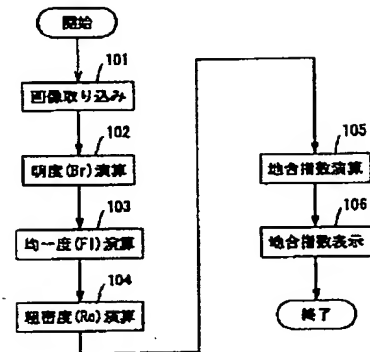 開始
101
画像取り込み
102
明度(Br)演算
103
均一度(Fl)演算
104
粗密度(Ro)演算
105
地合指数演算
106
地合指数表示
終了